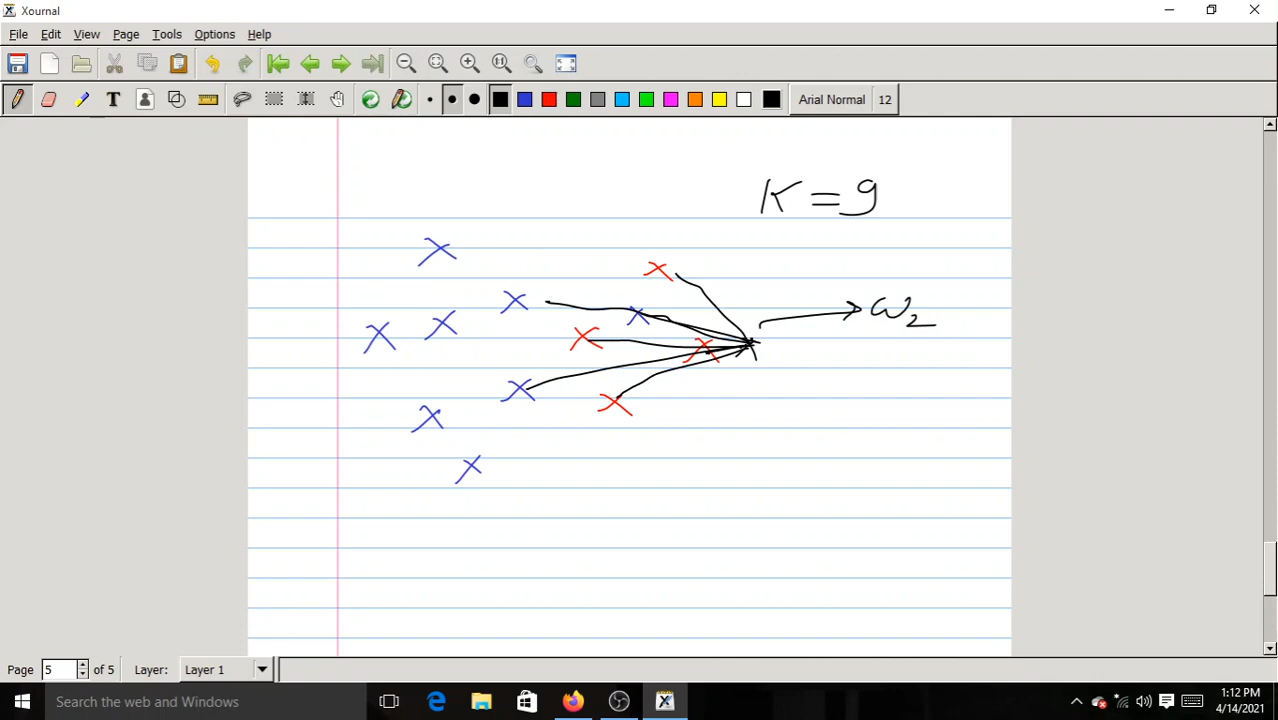 Xournal
File Edit View Page Tools Options Help
T Arial Normal 12
K = 9
ω2
Page 5 of 5 Layer: Layer 1
Search the web and Windows
1:12 PM
4/14/2021